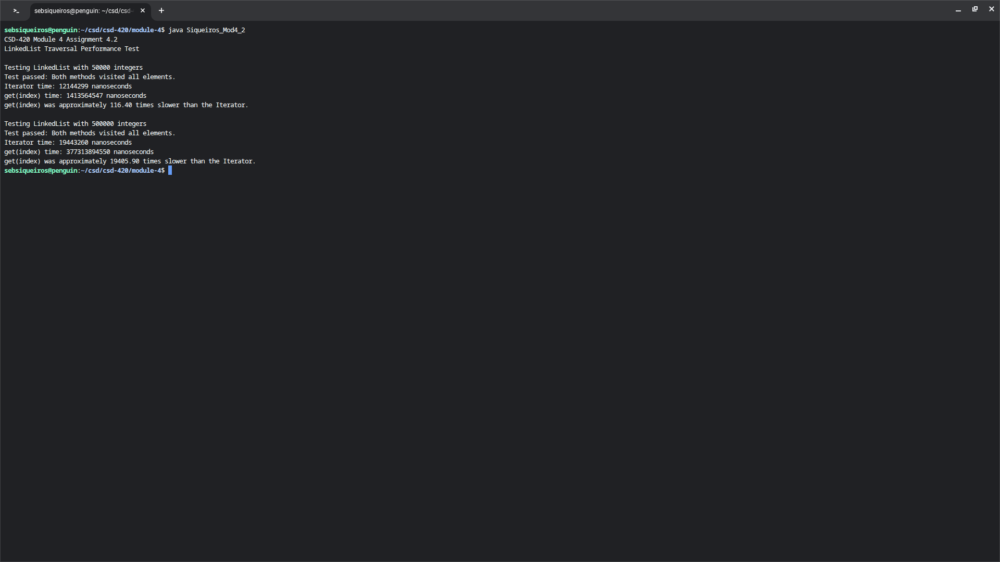 sebsiqueiros@penguin: ~/csd/csd-
sebsiqueiros@penguin:~/csd/csd-420/module-4$ java Siqueiros_Mod4_2
CSD-420 Module 4 Assignment 4.2
LinkedList Traversal Performance Test
Testing LinkedList with 50000 integers
Test passed: Both methods visited all elements.
Iterator time: 12144299 nanoseconds
get(index) time: 1413564547 nanoseconds
get(index) was approximately 116.40 times slower than the Iterator.
Testing LinkedList with 500000 integers
Test passed: Both methods visited all elements.
Iterator time: 19443260 nanoseconds
get(index) time: 377313894550 nanoseconds
get(index) was approximately 19405.90 times slower than the Iterator.
sebsiqueiros@penguin:~/csd/csd-420/module-4$